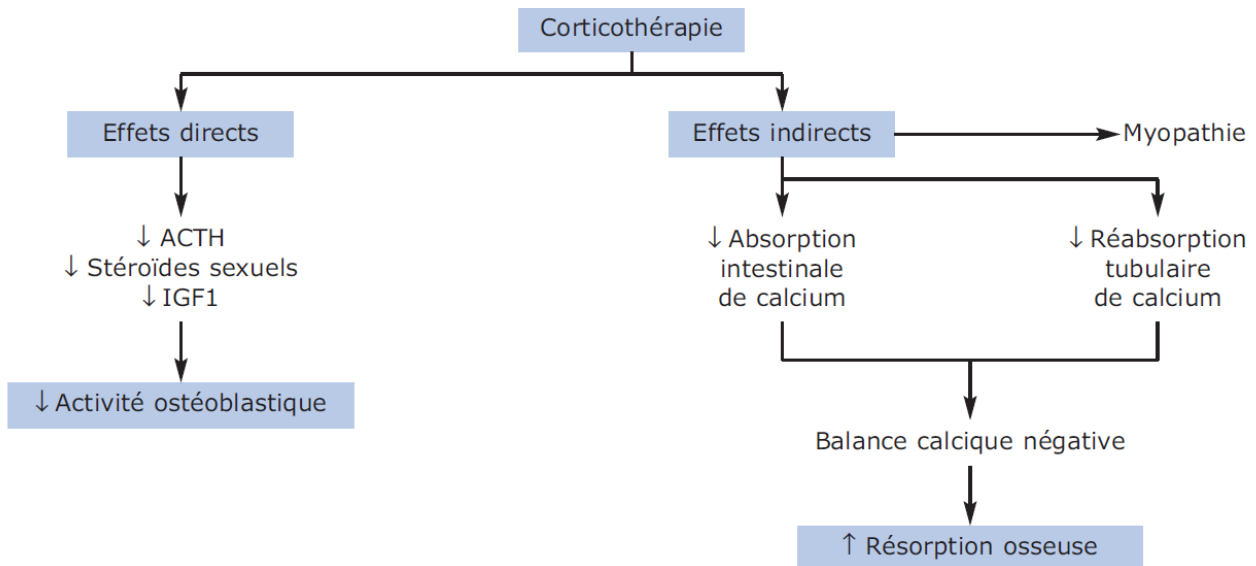 Corticothérapie
Effets directs
Effets indirects
Myopathie
↓ ACTH
↓ Stéroïdes sexuels
↓ IGF1
↓ Absorption
intestinale
de calcium
↓ Réabsorption
tubulaire
de calcium
↓ Activité ostéoblastique
Balance calcique négative
↑ Résorption osseuse